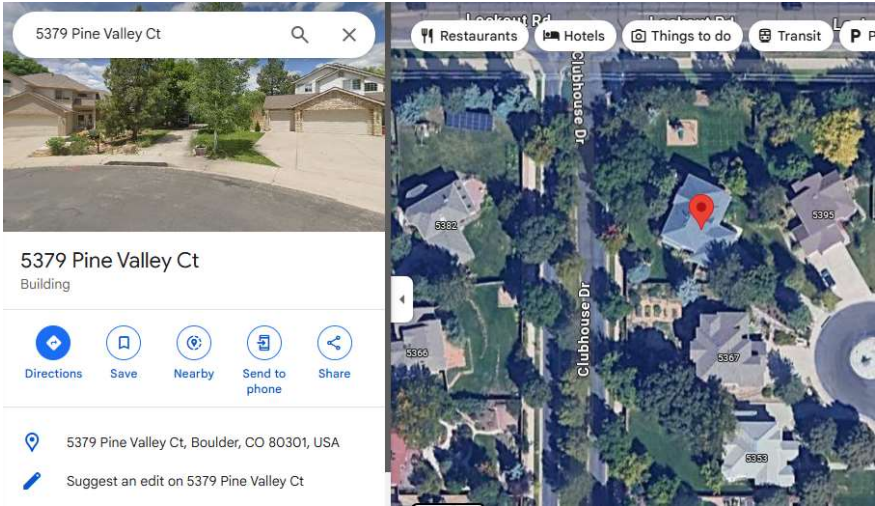 5379 Pine Valley Ct
5379 Pine Valley Ct
Building
Directions
Save
Nearby
Send to
phone
Share
5379 Pine Valley Ct, Boulder, CO 80301, USA
Suggest an edit on 5379 Pine Valley Ct
Lookout Rd
Lookout Rd
Restaurants
Hotels
Things to do
Transit
P P
Clubhouse Dr
5382
5395
Clubhouse Dr
5366
5367
5353